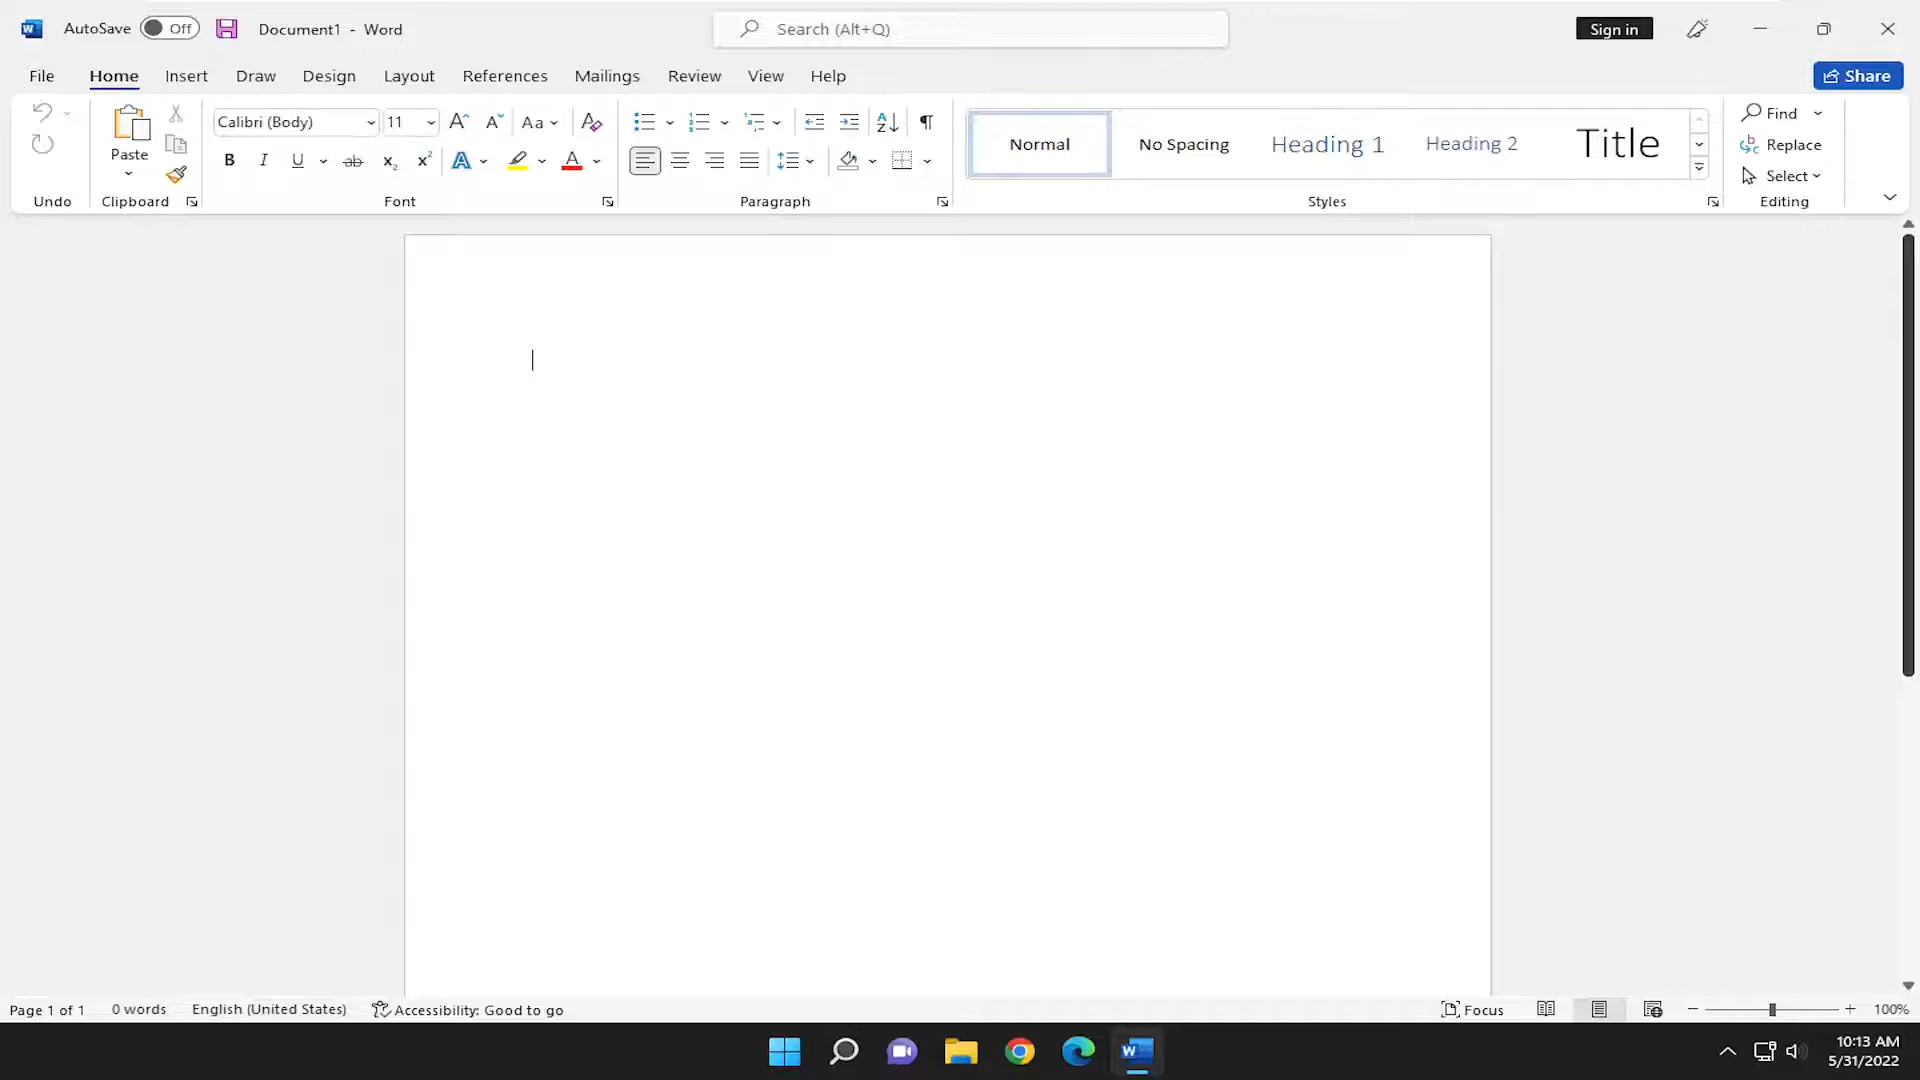 AutoSave Off Document1 - Word Search (Alt+Q) Sign in
File Home Insert Draw Design Layout References Mailings Review View Help Share
Paste
Calibri (Body) 11 Aa
B I U ab x₂ x² A A
A Z ¶
Normal No Spacing Heading 1 Heading 2 Title
Find
Replace
Select
Undo Clipboard Font Paragraph Styles Editing
Page 1 of 1 0 words English (United States) Accessibility: Good to go Focus 100%
10:13 AM
5/31/2022